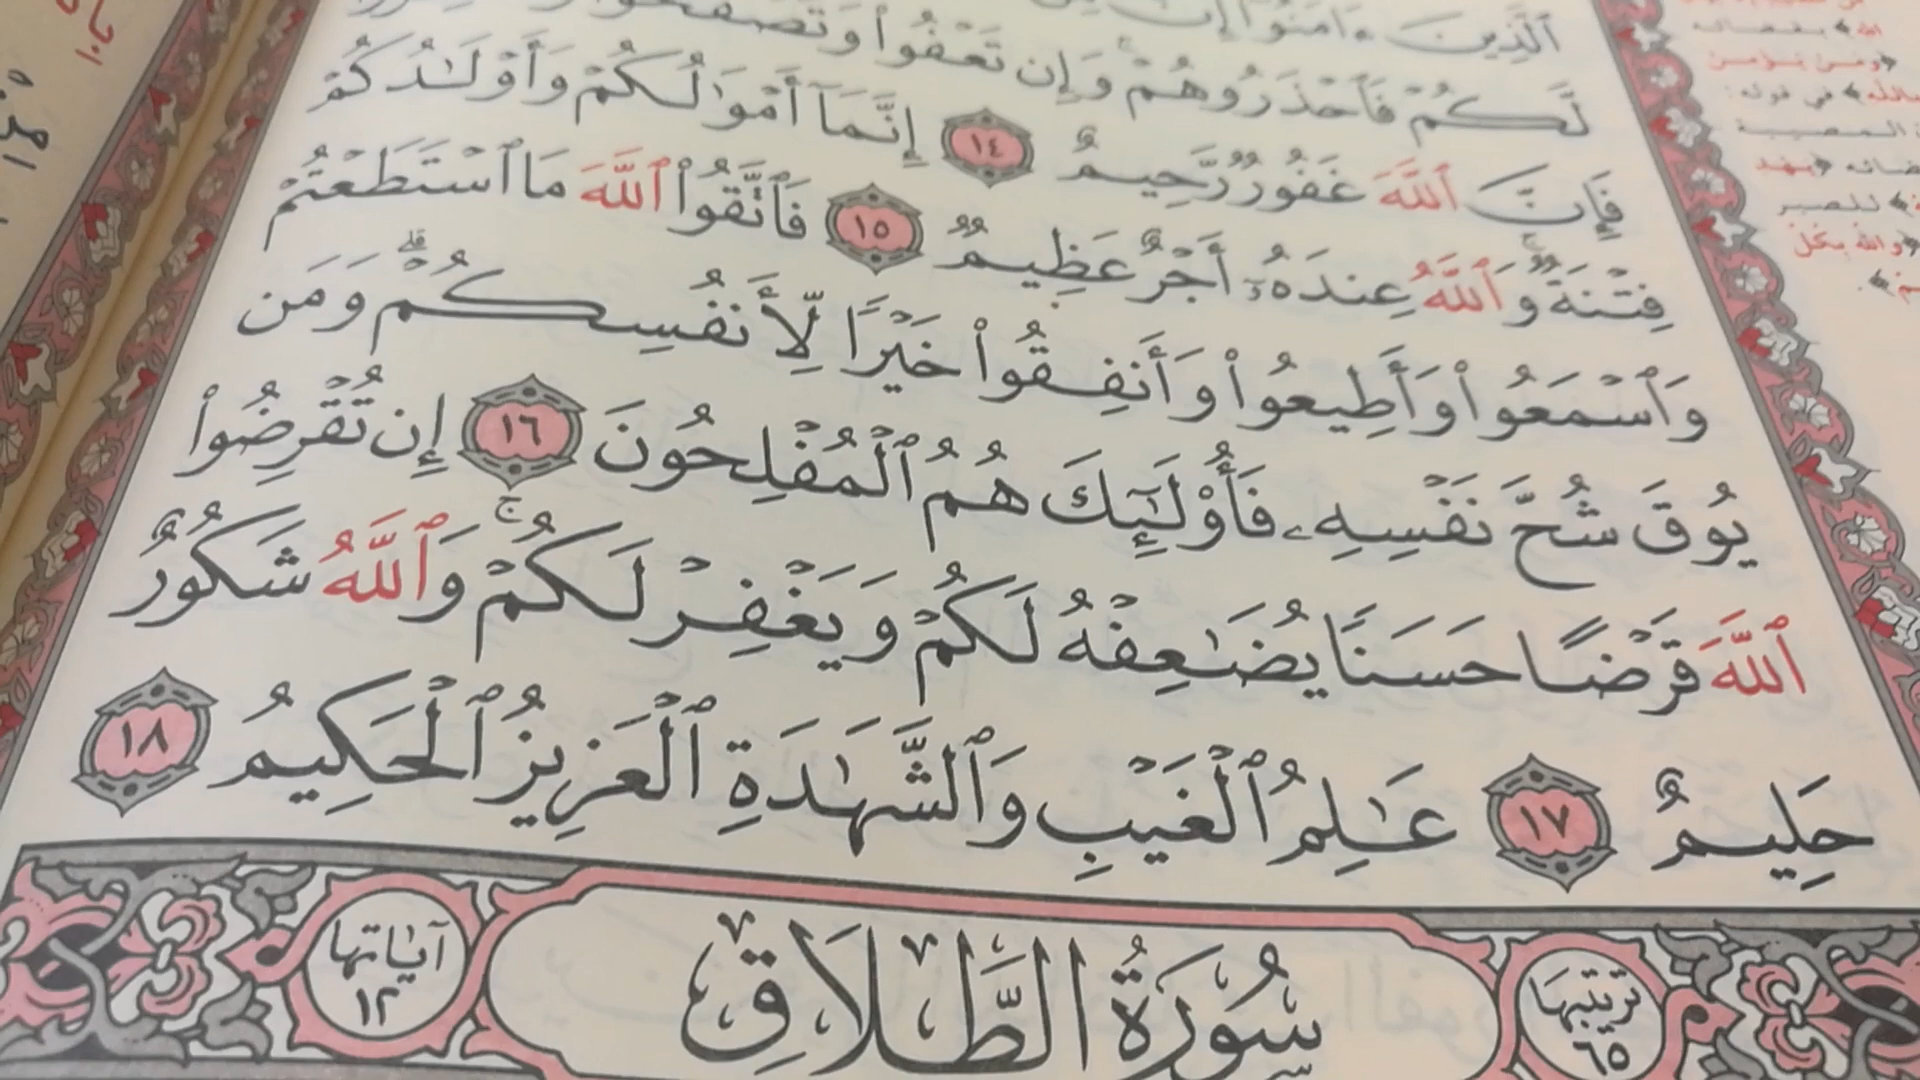 ٱلَّذِينَ ءَامَنُوٓا۟ إِنَّ
لَّكُمْ فَٱحْذَرُوهُمْ ۚ وَإِن تَعْفُوا۟ وَتَصْفَحُوا۟
فَإِنَّ ٱللَّهَ غَفُورٌ رَّحِيمٌ ١٤ إِنَّمَآ أَمْوَٰلُكُمْ وَأَوْلَـٰدُكُمْ
فِتْنَةٌ ۚ وَٱللَّهُ عِندَهُۥٓ أَجْرٌ عَظِيمٌ ١٥ فَٱتَّقُوا۟ ٱللَّهَ مَا ٱسْتَطَعْتُمْ
وَٱسْمَعُوا۟ وَأَطِيعُوا۟ وَأَنفِقُوا۟ خَيْرًا لِّأَنفُسِكُمْ ۗ وَمَن
يُوقَ شُحَّ نَفْسِهِۦ فَأُو۟لَـٰٓئِكَ هُمُ ٱلْمُفْلِحُونَ ١٦ إِن تُقْرِضُوا۟
ٱللَّهَ قَرْضًا حَسَنًا يُضَـٰعِفْهُ لَكُمْ وَيَغْفِرْ لَكُمْ ۚ وَٱللَّهُ شَكُورٌ
حَلِيمٌ ١٧ عَـٰلِمُ ٱلْغَيْبِ وَٱلشَّهَـٰدَةِ ٱلْعَزِيزُ ٱلْحَكِيمُ ١٨
ترتيبها ٦٥
سُورَةُ الطَّلَاقِ
آياتها ١٢